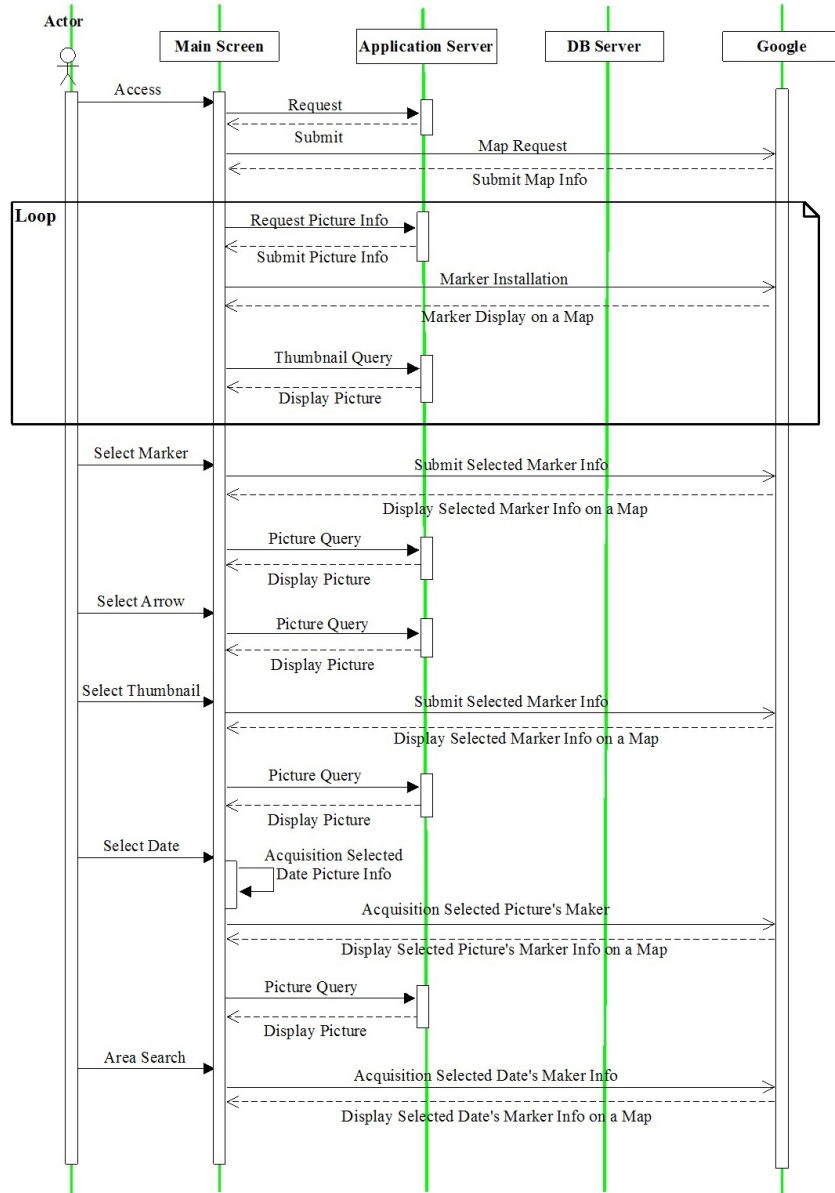 Actor
Main Screen
Application Server
DB Server
Google
Access
Request
Submit
Map Request
Submit Map Info
Loop
Request Picture Info
Submit Picture Info
Marker Installation
Marker Display on a Map
Thumbnail Query
Display Picture
Select Marker
Submit Selected Marker Info
Display Selected Marker Info on a Map
Picture Query
Display Picture
Select Arrow
Picture Query
Display Picture
Select Thumbnail
Submit Selected Marker Info
Display Selected Marker Info on a Map
Picture Query
Display Picture
Select Date
Acquisition Selected
Date Picture Info
Acquisition Selected Picture's Maker
Display Selected Picture's Marker Info on a Map
Picture Query
Display Picture
Area Search
Acquisition Selected Date's Maker Info
Display Selected Date's Marker Info on a Map